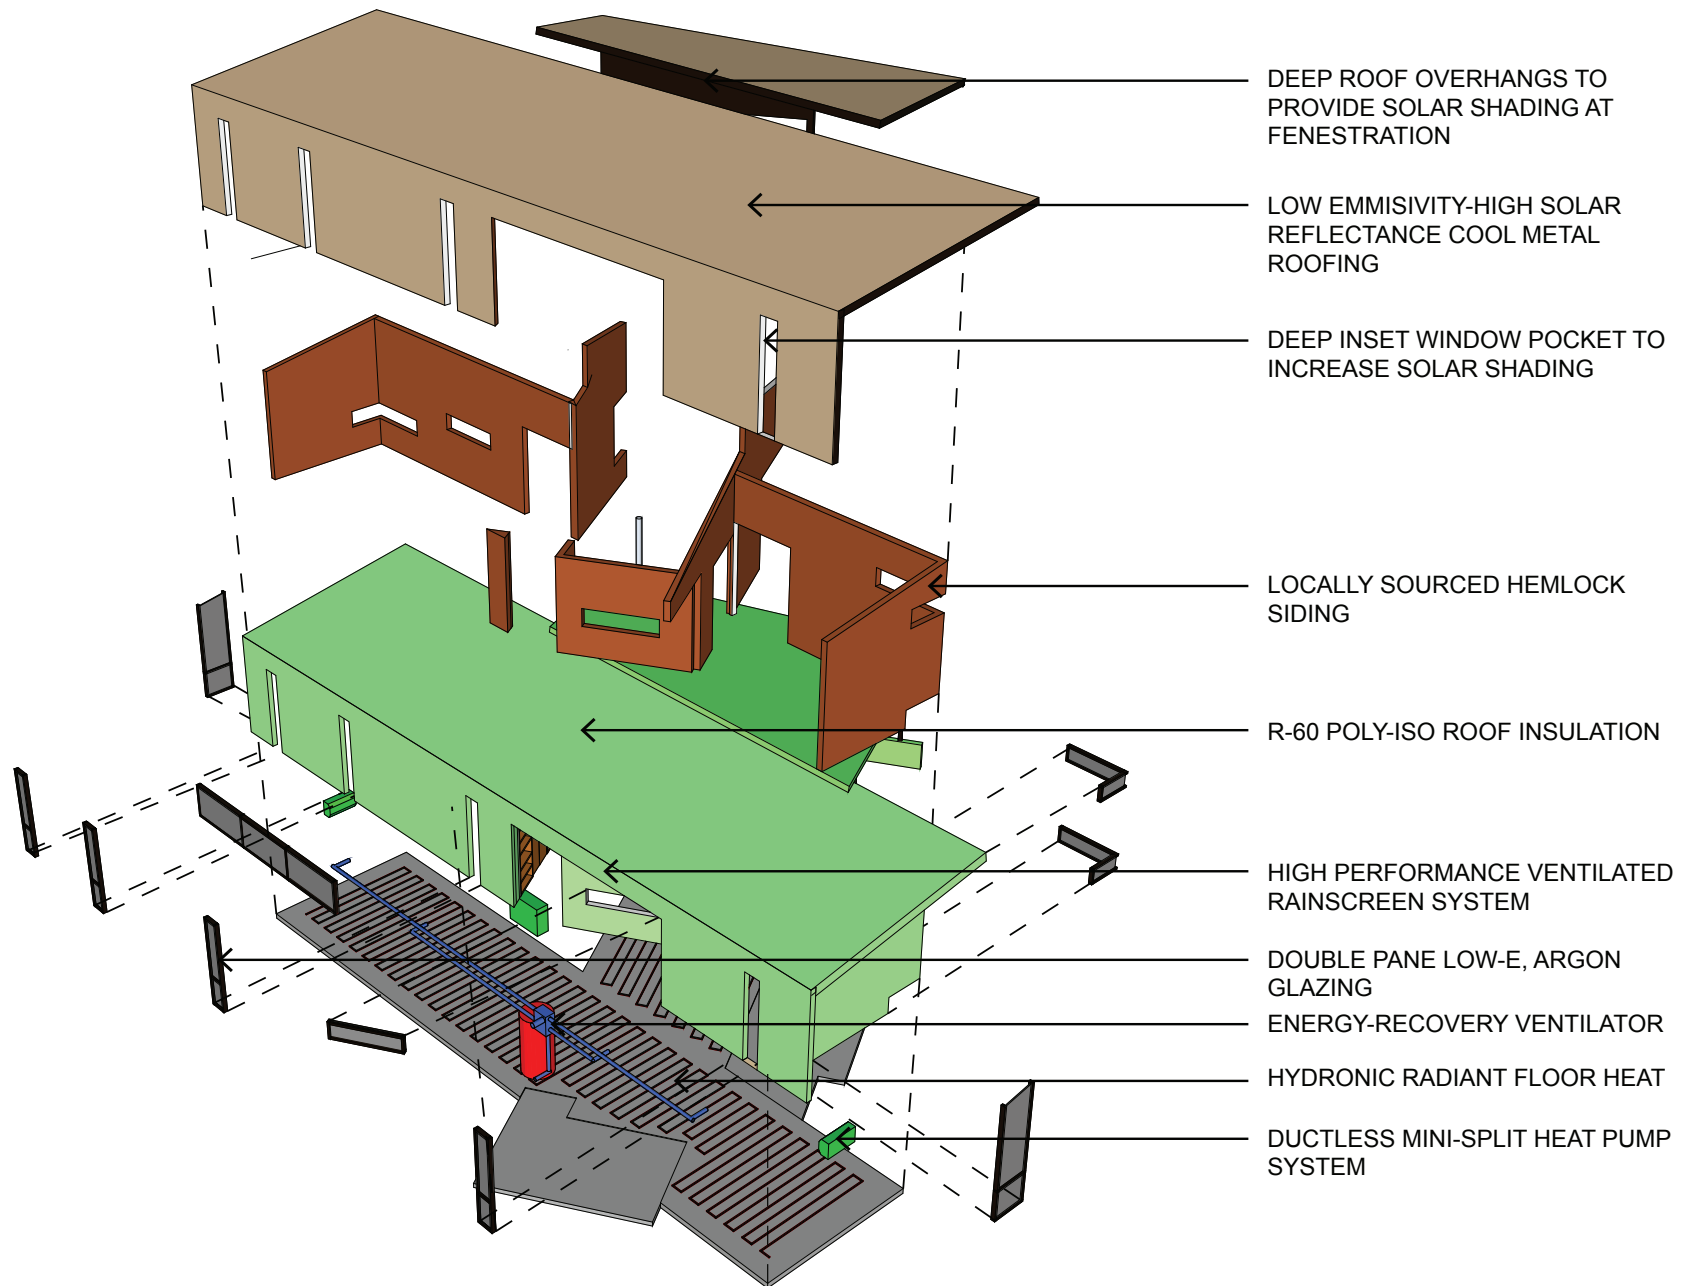 DEEP ROOF OVERHANGS TO
PROVIDE SOLAR SHADING AT
FENESTRATION
LOW EMMISIVITY-HIGH SOLAR
REFLECTANCE COOL METAL
ROOFING
DEEP INSET WINDOW POCKET TO
INCREASE SOLAR SHADING
LOCALLY SOURCED HEMLOCK
SIDING
R-60 POLY-ISO ROOF INSULATION
HIGH PERFORMANCE VENTILATED
RAINSCREEN SYSTEM
DOUBLE PANE LOW-E, ARGON
GLAZING
ENERGY-RECOVERY VENTILATOR
HYDRONIC RADIANT FLOOR HEAT
DUCTLESS MINI-SPLIT HEAT PUMP
SYSTEM